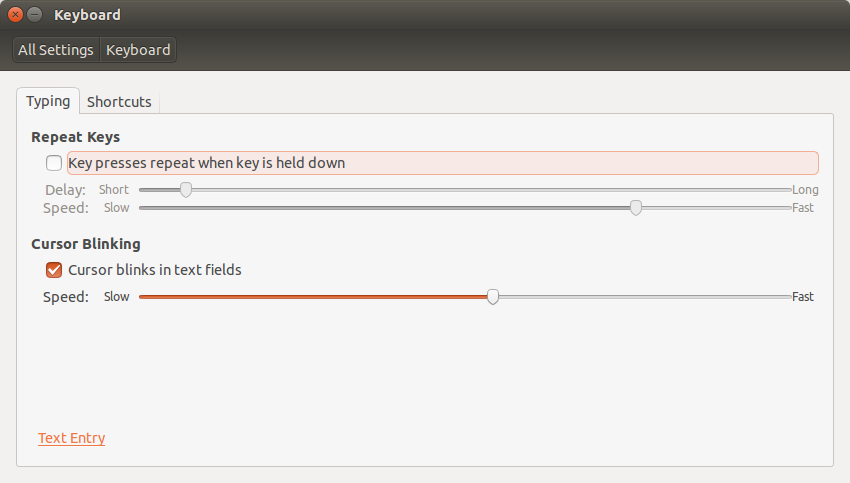 Keyboard
All Settings Keyboard
Typing Shortcuts
Repeat Keys
Key presses repeat when key is held down
Delay: Short Long
Speed: Slow Fast
Cursor Blinking
Cursor blinks in text fields
Speed: Slow Fast
Text Entry